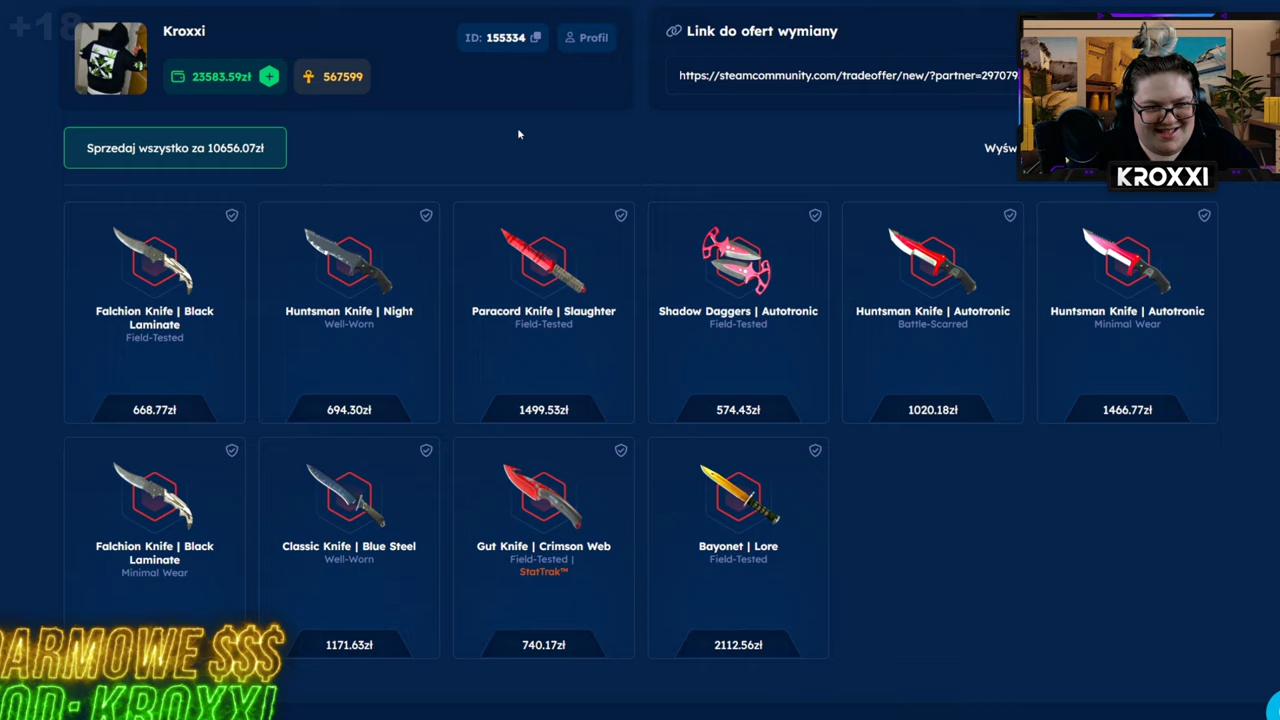 +18
Kroxxi
ID: 155334
Profil
23583.59zł
567599
Link do ofert wymiany
https://steamcommunity.com/tradeoffer/new/?partner=297079
KROXXI
Sprzedaj wszystko za 10656.07zł
Falchion Knife | Black
Laminate
Field-Tested
668.77zł
Huntsman Knife | Night
Well-Worn
694.30zł
Paracord Knife | Slaughter
Field-Tested
1499.53zł
Shadow Daggers | Autotronic
Field-Tested
574.43zł
Huntsman Knife | Autotronic
Battle-Scarred
1020.18zł
Huntsman Knife | Autotronic
Minimal Wear
1466.77zł
Falchion Knife | Black
Laminate
Minimal Wear
Classic Knife | Blue Steel
Well-Worn
1171.63zł
Gut Knife | Crimson Web
Field-Tested |
StatTrak™
740.17zł
Bayonet | Lore
Field-Tested
2112.56zł
DARMOWE $$$
KOD: KROXXI